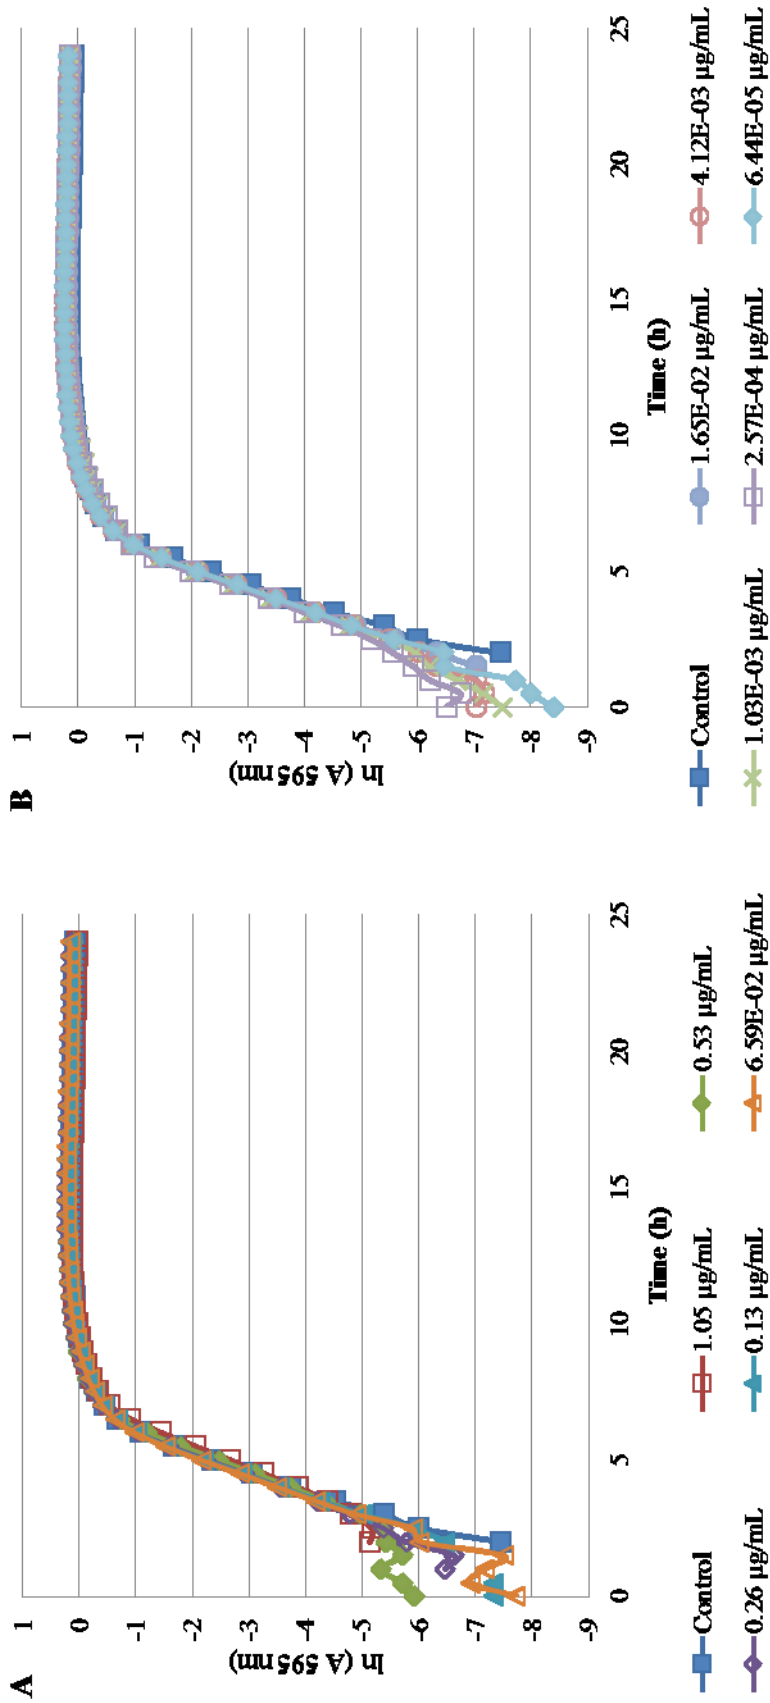 A
1
0
-1
-2
-3
-4
-5
-6
-7
-8
-9
ln (A 595 nm)
0 5 10 15 20 25
Time (h)
Control 1.05 µg/mL 0.53 µg/mL
0.26 µg/mL 0.13 µg/mL 6.59E-02 µg/mL
B
1
0
-1
-2
-3
-4
-5
-6
-7
-8
-9
ln (A 595 nm)
0 5 10 15 20 25
Time (h)
Control 1.65E-02 µg/mL 4.12E-03 µg/mL
1.03E-03 µg/mL 2.57E-04 µg/mL 6.44E-05 µg/mL